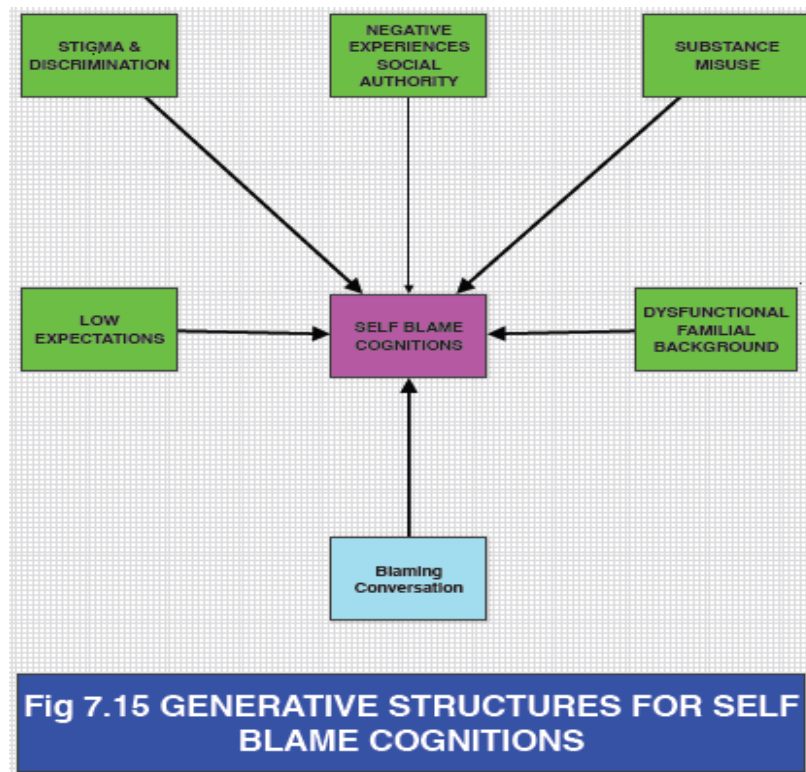 STIGMA &
DISCRIMINATION
NEGATIVE
EXPERIENCES
SOCIAL
AUTHORITY
SUBSTANCE
MISUSE
LOW
EXPECTATIONS
SELF BLAME
COGNITIONS
DYSFUNCTIONAL
FAMILIAL
BACKGROUND
Blaming
Conversation
Fig 7.15 GENERATIVE STRUCTURES FOR SELF
BLAME COGNITIONS